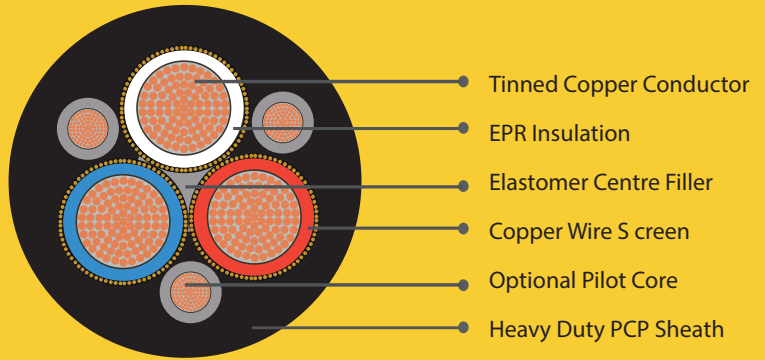 Tinned Copper Conductor
EPR Insulation
Elastomer Centre Filler
Copper Wire S creen
Optional Pilot Core
Heavy Duty PCP Sheath